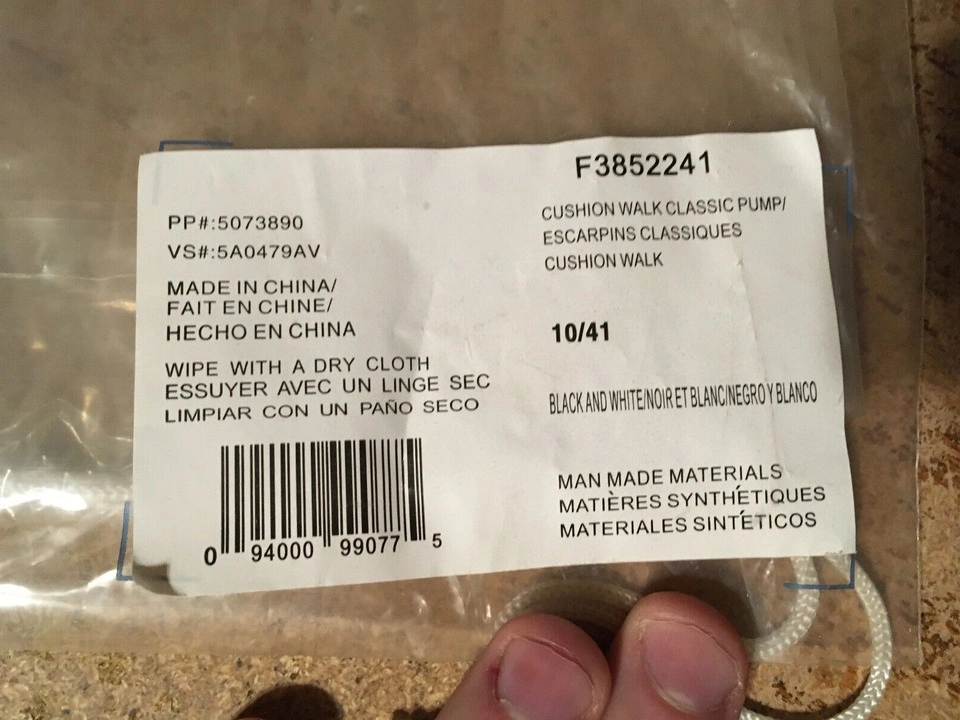 F3852241
PP#:5073890
VS#:5A0479AV
MADE IN CHINA/
FAIT EN CHINE/
HECHO EN CHINA
WIPE WITH A DRY CLOTH
ESSUYER AVEC UN LINGE SEC
LIMPIAR CON UN PAÑO SECO
0 94000 99077 5
CUSHION WALK CLASSIC PUMP/
ESCARPINS CLASSIQUES
CUSHION WALK
10/41
BLACK AND WHITE/NOIR ET BLANC/NEGRO Y BLANCO
MAN MADE MATERIALS
MATIÈRES SYNTHÉTIQUES
MATERIALES SINTÉTICOS